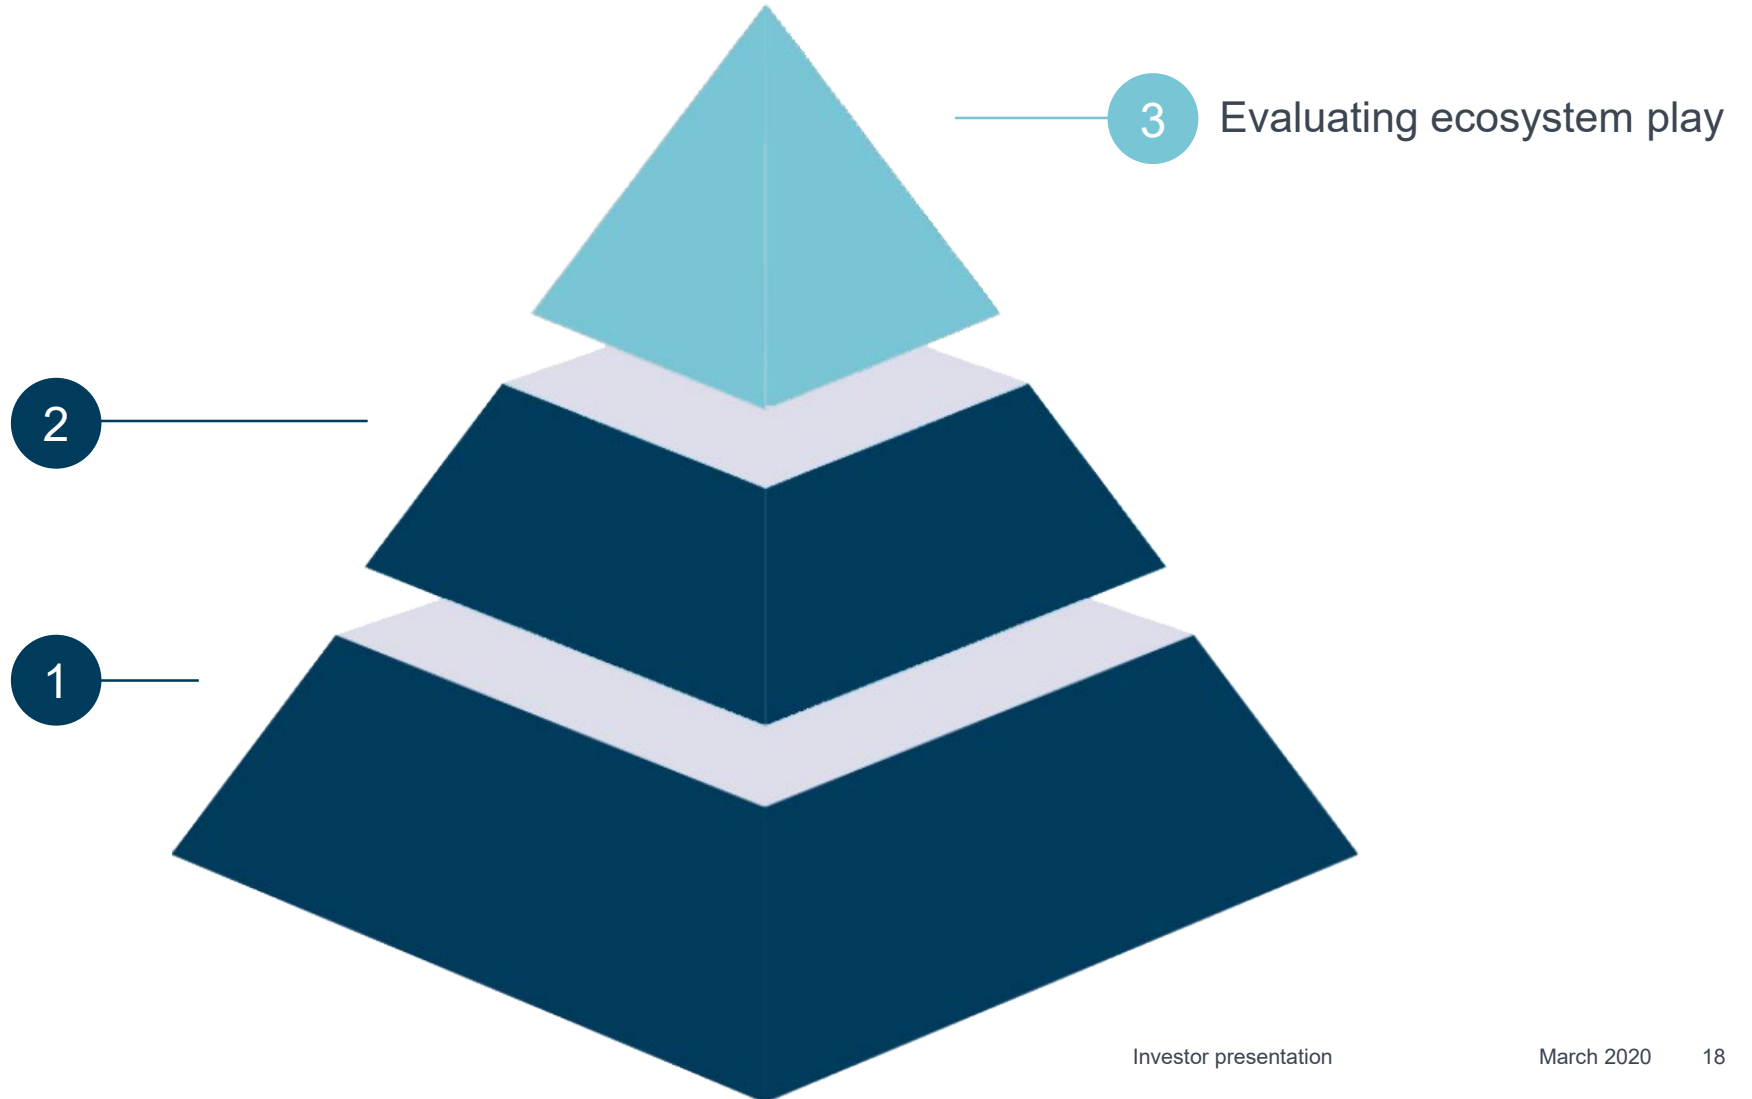 3 Evaluating ecosystem play
2
1
Investor presentation March 2020 18